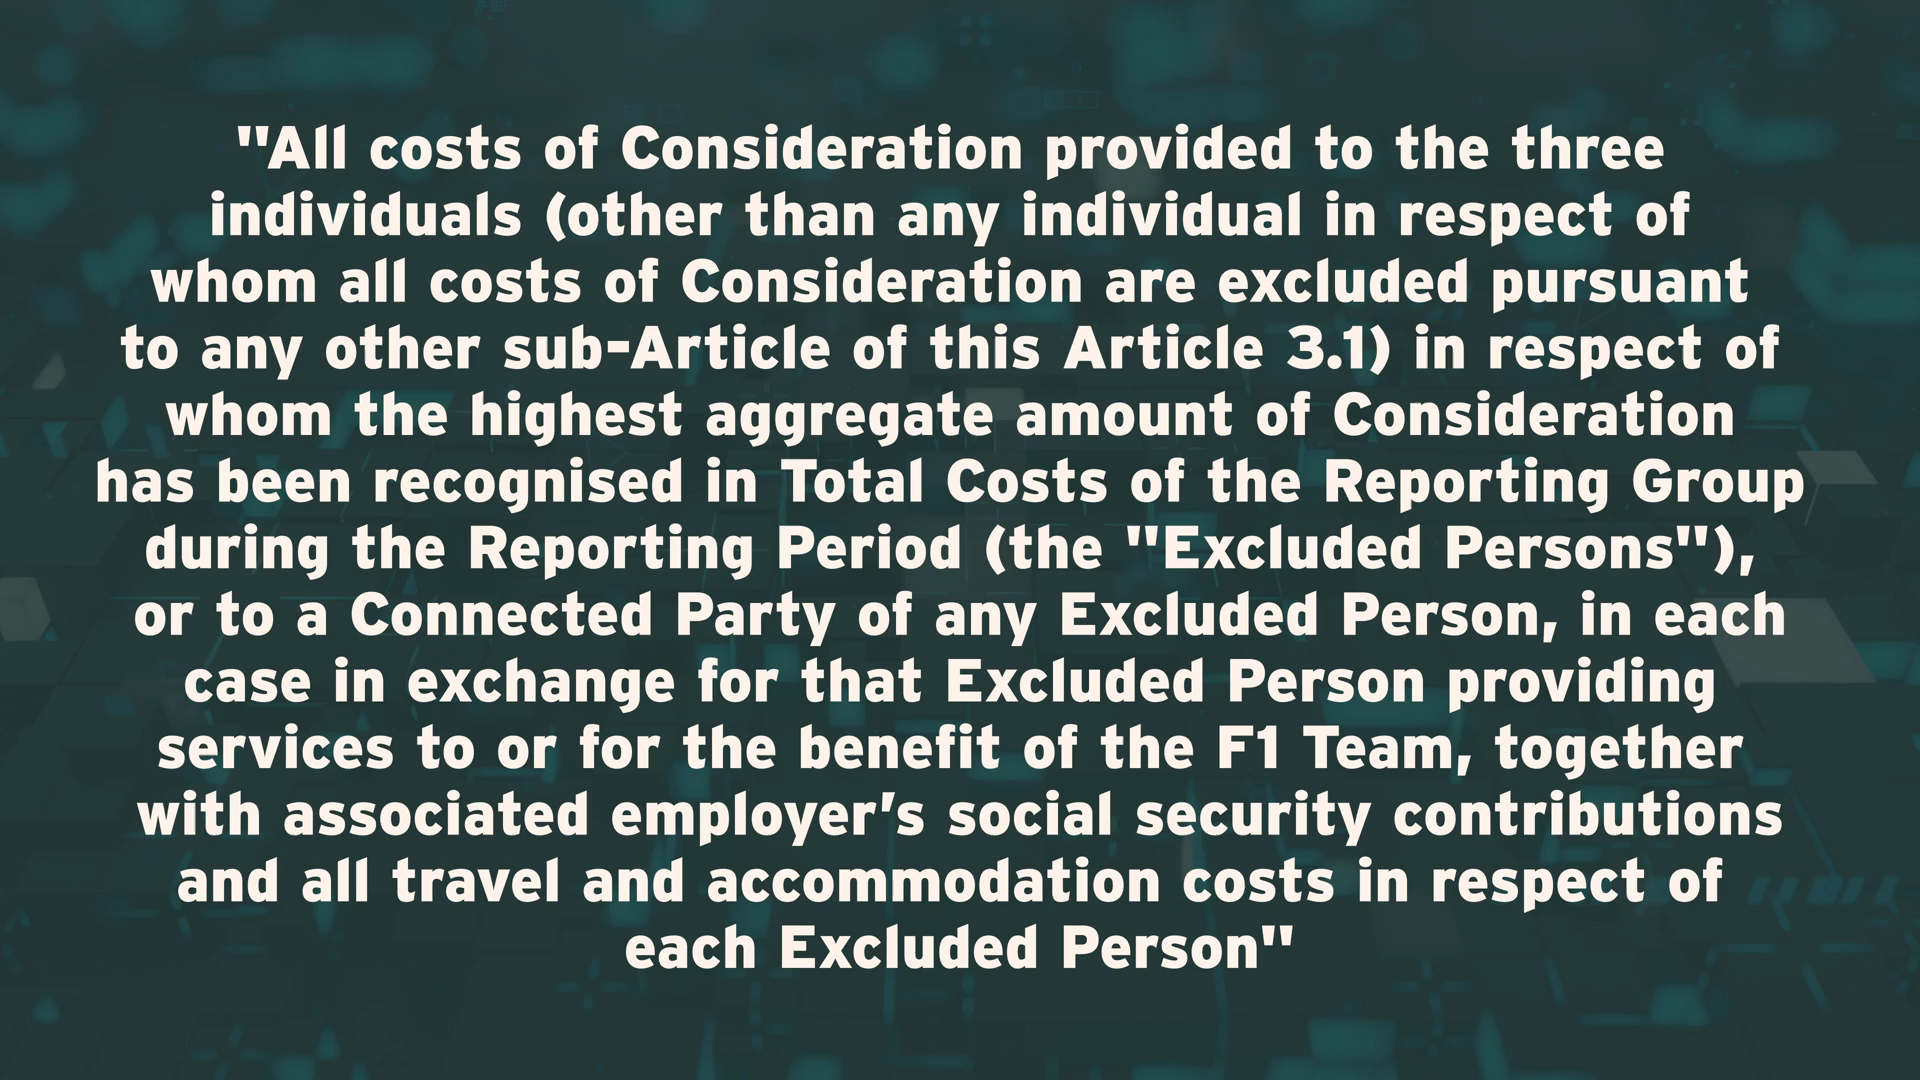 "All costs of Consideration provided to the three
individuals (other than any individual in respect of
whom all costs of Consideration are excluded pursuant
to any other sub-Article of this Article 3.1) in respect of
whom the highest aggregate amount of Consideration
has been recognised in Total Costs of the Reporting Group
during the Reporting Period (the "Excluded Persons"),
or to a Connected Party of any Excluded Person, in each
case in exchange for that Excluded Person providing
services to or for the benefit of the F1 Team, together
with associated employer’s social security contributions
and all travel and accommodation costs in respect of
each Excluded Person"